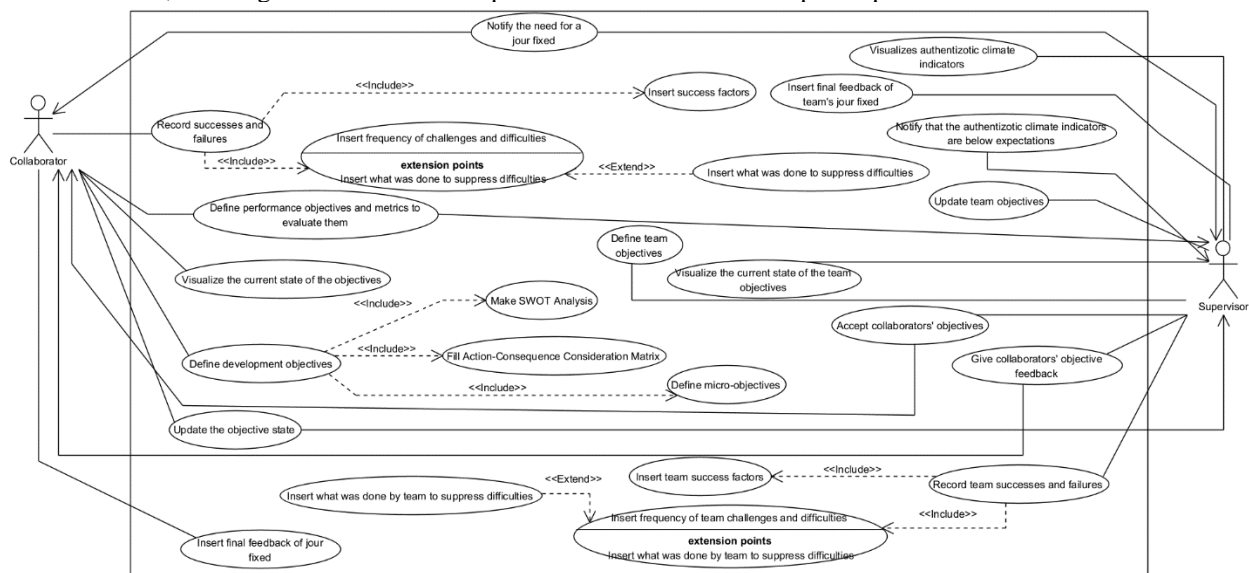 Notify the need for a
jour fixed
Visualizes authentizotic climate
indicators
<<Include>>
Insert success factors
Insert final feedback of
team's jour fixed
Record successes and
failures
Collaborator
<<Include>>
Insert frequency of challenges and difficulties
extension points
Insert what was done to suppress difficulties
<<Extend>>
Insert what was done to suppress difficulties
Notify that the authentizotic climate indicators
are below expectations
Update team objectives
Define performance objectives and metrics to
evaluate them
Define team
objectives
Visualize the current state of the objectives
Visualize the current state of the team
objectives
Supervisor
<<Include>>
Make SWOT Analysis
Accept collaborators' objectives
Define development objectives
<<Include>>
Fill Action-Consequence Consideration Matrix
Give collaborators' objective
feedback
<<Include>>
Define micro-objectives
Update the objective state
<<Extend>>
Insert team success factors
<<Include>>
Record team successes and failures
Insert what was done by team to suppress difficulties
<<Include>>
Insert frequency of team challenges and difficulties
extension points
Insert what was done by team to suppress difficulties
Insert final feedback of jour
fixed